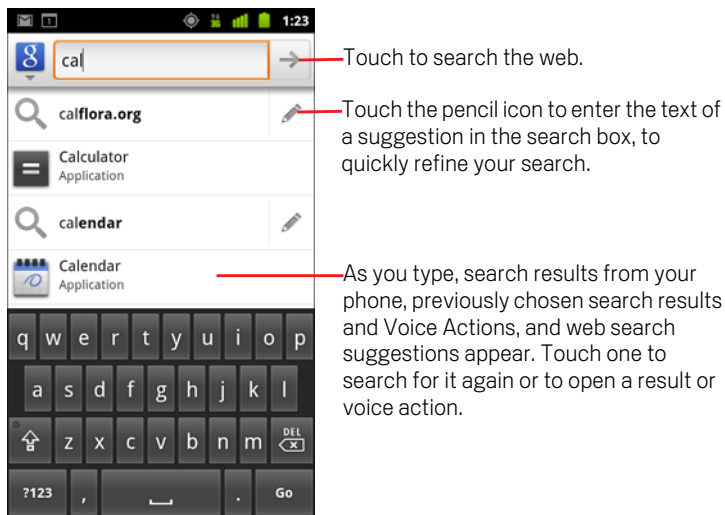 1
3G
1:23
8
cal
Touch to search the web.
calflora.org
Touch the pencil icon to enter the text of
a suggestion in the search box, to
quickly refine your search.
Calculator
Application
calendar
Calendar
Application
As you type, search results from your
phone, previously chosen search results
and Voice Actions, and web search
suggestions appear. Touch one to
search for it again or to open a result or
voice action.
q w e r t y u i o p
a s d f g h j k l
z x c v b n m DEL
?123 , . Go